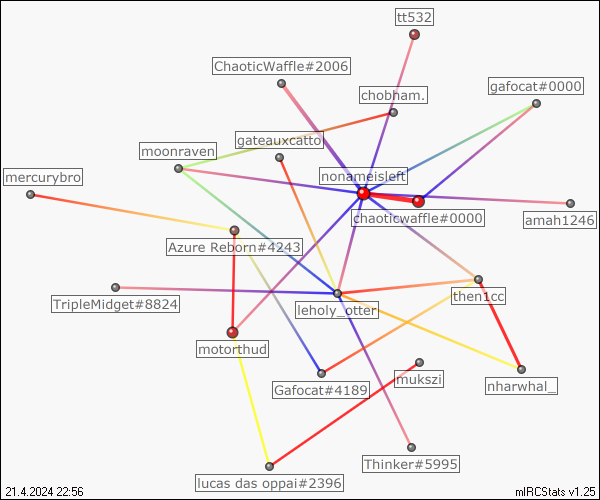 tt532
ChaoticWaffle#2006
gafocat#0000
chobham.
gateauxcatto
moonraven
nonameisleft
mercurybro
chaoticwaffle#0000
amah1246
Azure Reborn#4243
TripleMidget#8824
then1cc
leholy_otter
motorthud
mukszi
Gafocat#4189
nharwhal_
Thinker#5995
lucas das oppai#2396
21.4.2024 22:56
mIRCStats v1.25